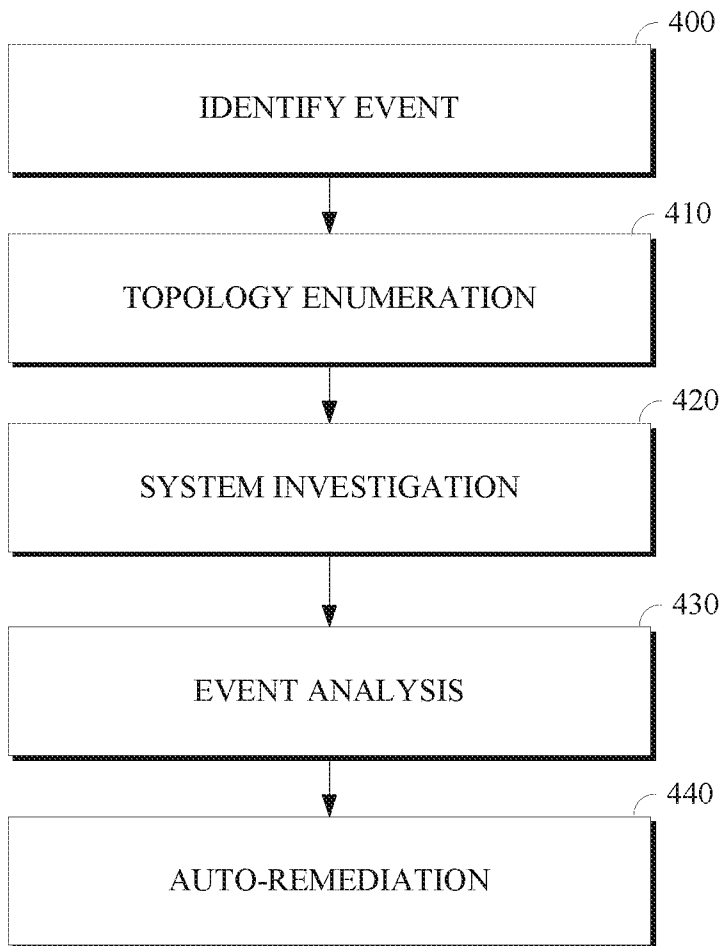 400
IDENTIFY EVENT
410
TOPOLOGY ENUMERATION
420
SYSTEM INVESTIGATION
430
EVENT ANALYSIS
440
AUTO-REMEDIATION